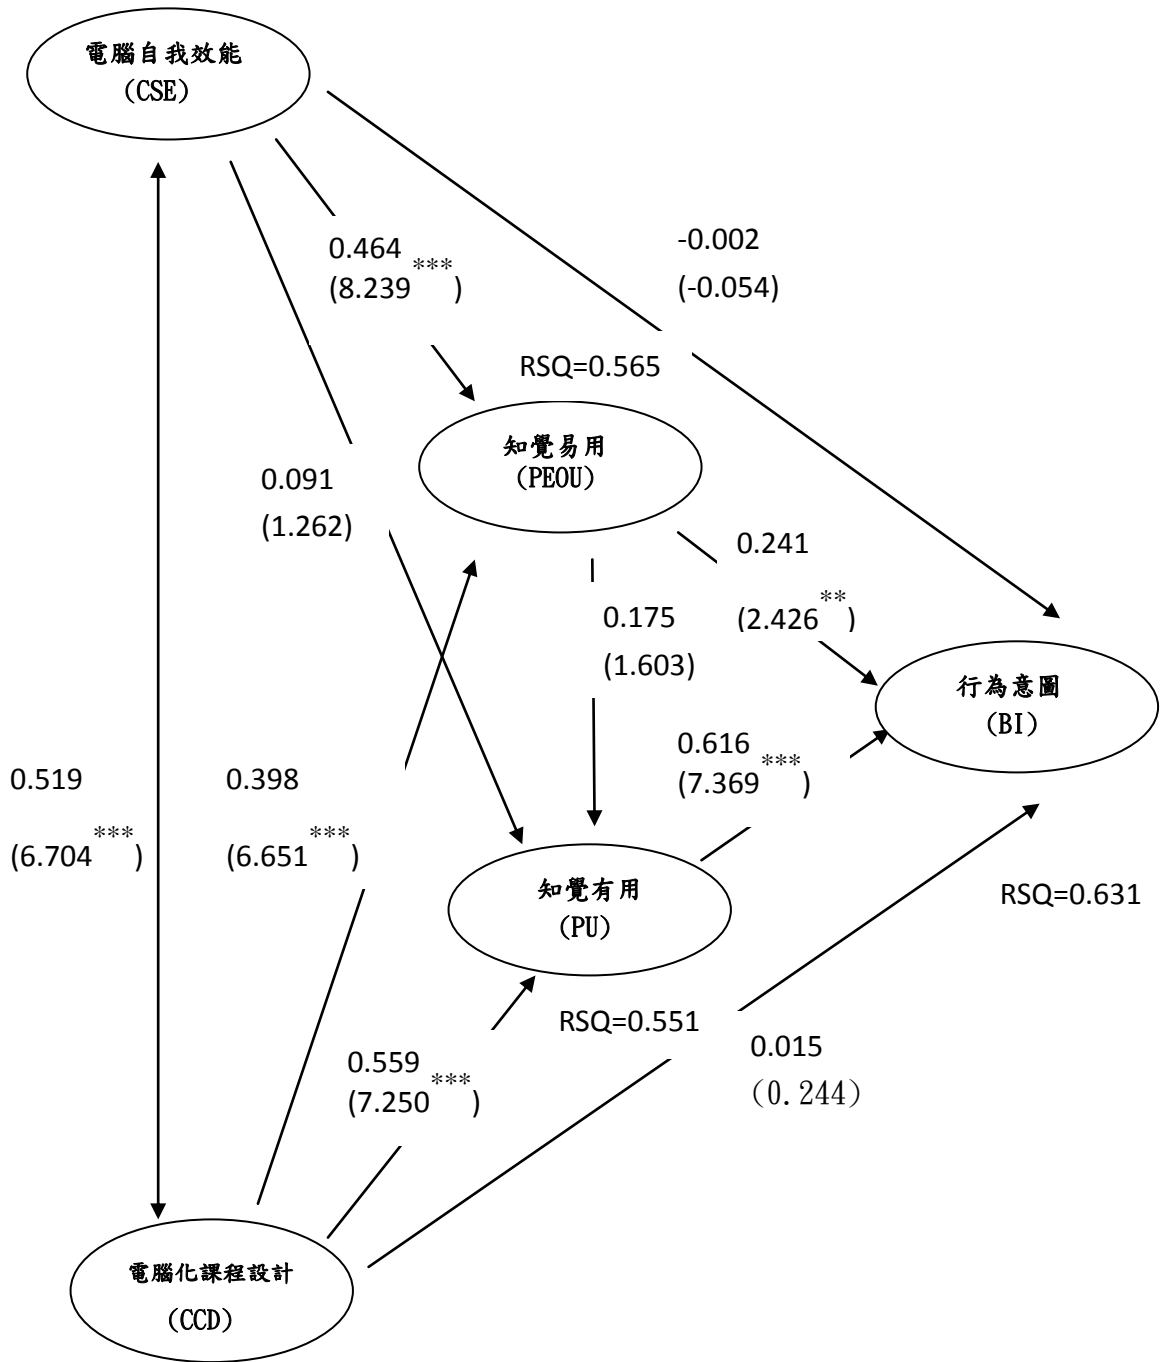 電腦自我效能
(CSE)
-0.002
(-0.054)
0.464
(8.239***)
RSQ=0.565
知覺易用
(PEOU)
0.091
(1.262)
0.241
(2.426**)
0.175
(1.603)
行為意圖
(BI)
0.616
(7.369***)
0.519
(6.704***)
0.398
(6.651***)
知覺有用
(PU)
RSQ=0.631
RSQ=0.551
0.559
(7.250***)
0.015
(0.244)
電腦化課程設計
(CCD)